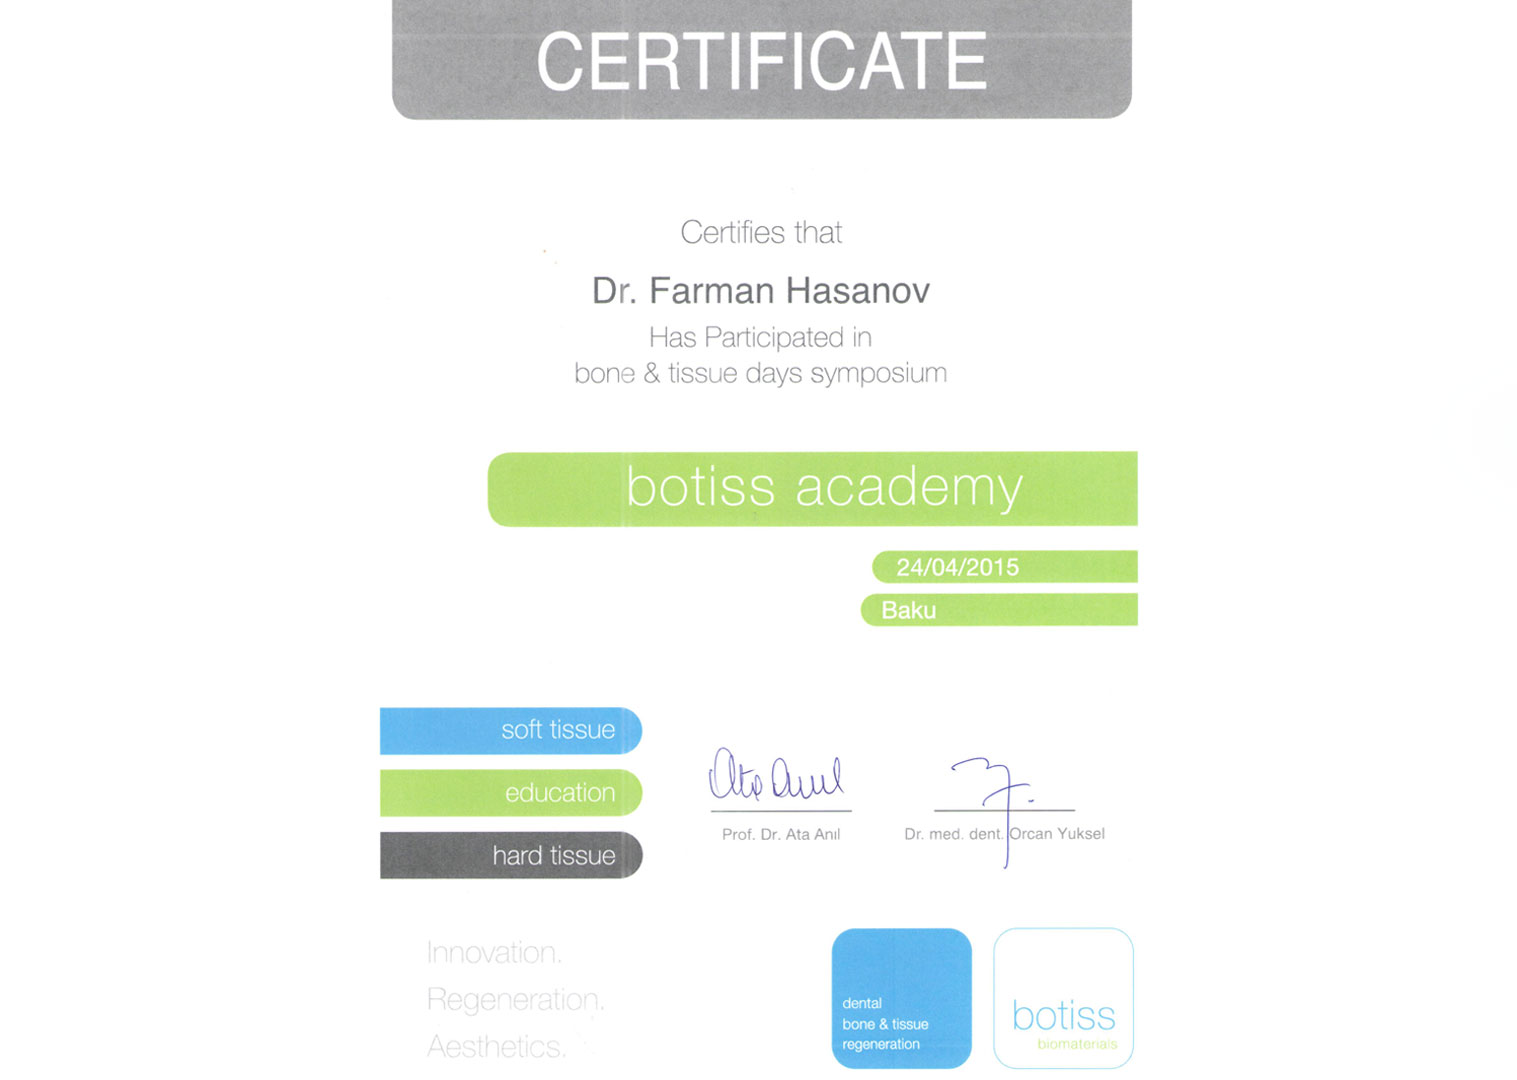 CERTIFICATE
Certifies that
Dr. Farman Hasanov
Has Participated in
bone & tissue days symposium
botiss academy
24/04/2015
Baku
soft tissue
education
hard tissue
Ata Anıl
Prof. Dr. Ata Anıl
Dr. med. dent. Orcan Yuksel
Innovation.
Regeneration.
Aesthetics.
dental
bone & tissue
regeneration
botiss
biomaterials